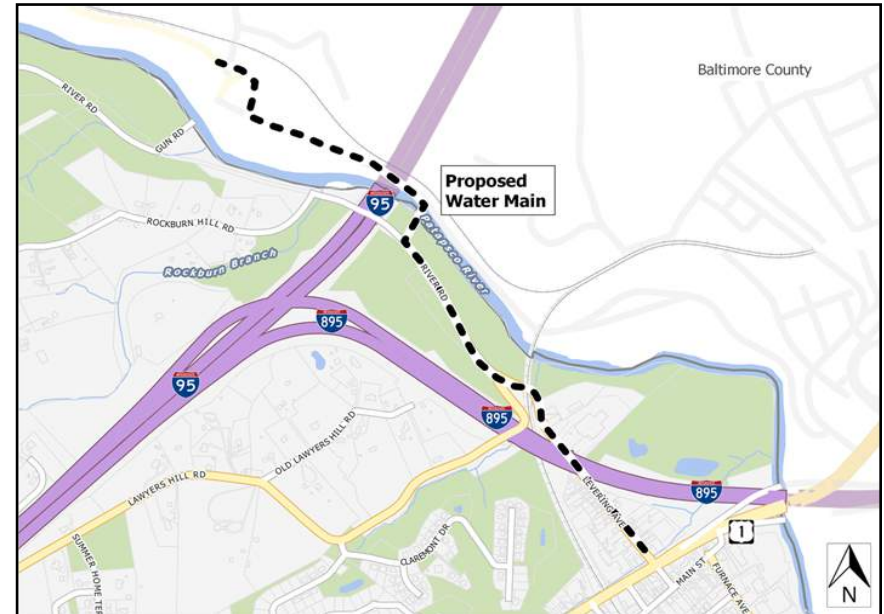 Baltimore County
RIVER RD
GUN RD
Proposed
Water Main
INTERSTATE
95
ROCKBURN HILL RD
Patapsco River
Rockburn Branch
RIVER RD
895
95
895
OLD LAWYERS HILL RD
LAWYERS HILL RD
LEVERING AVE
895
CLAREMONT DR
1
SUMMER HOME TER
MAIN ST
FURNACE AVE
N